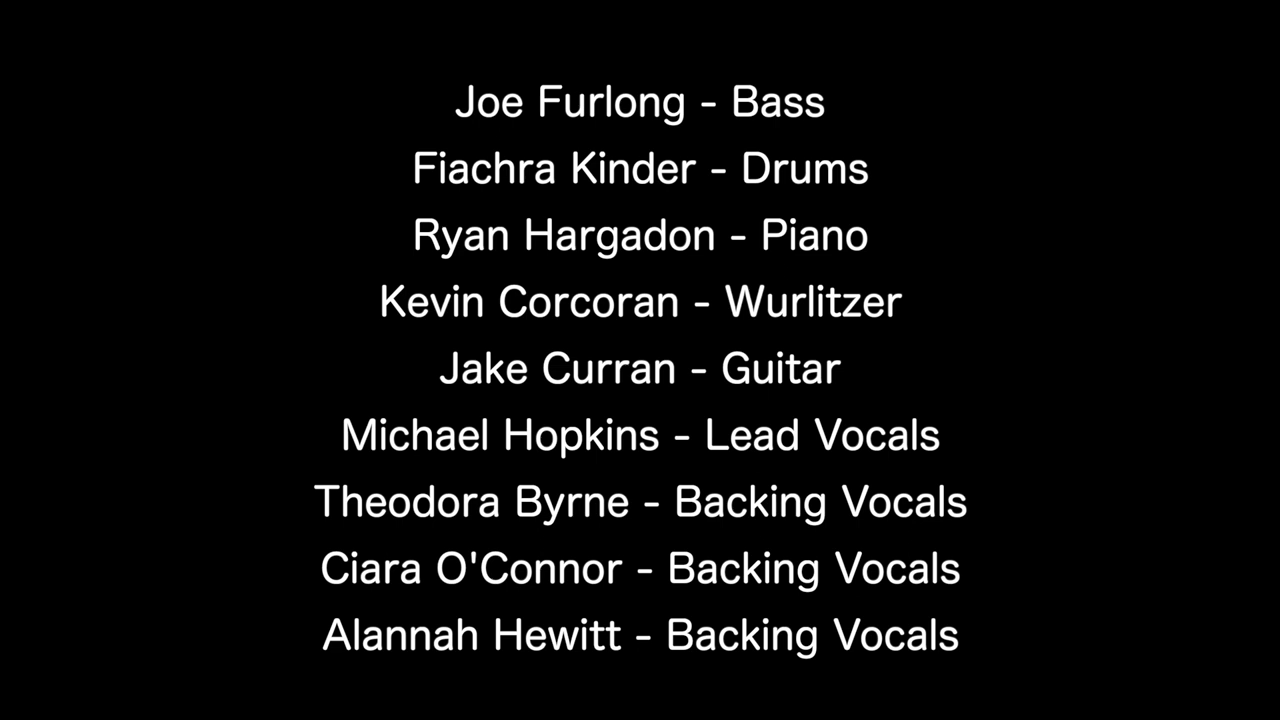 Joe Furlong - Bass
Fiachra Kinder - Drums
Ryan Hargadon - Piano
Kevin Corcoran - Wurlitzer
Jake Curran - Guitar
Michael Hopkins - Lead Vocals
Theodora Byrne - Backing Vocals
Ciara O'Connor - Backing Vocals
Alannah Hewitt - Backing Vocals